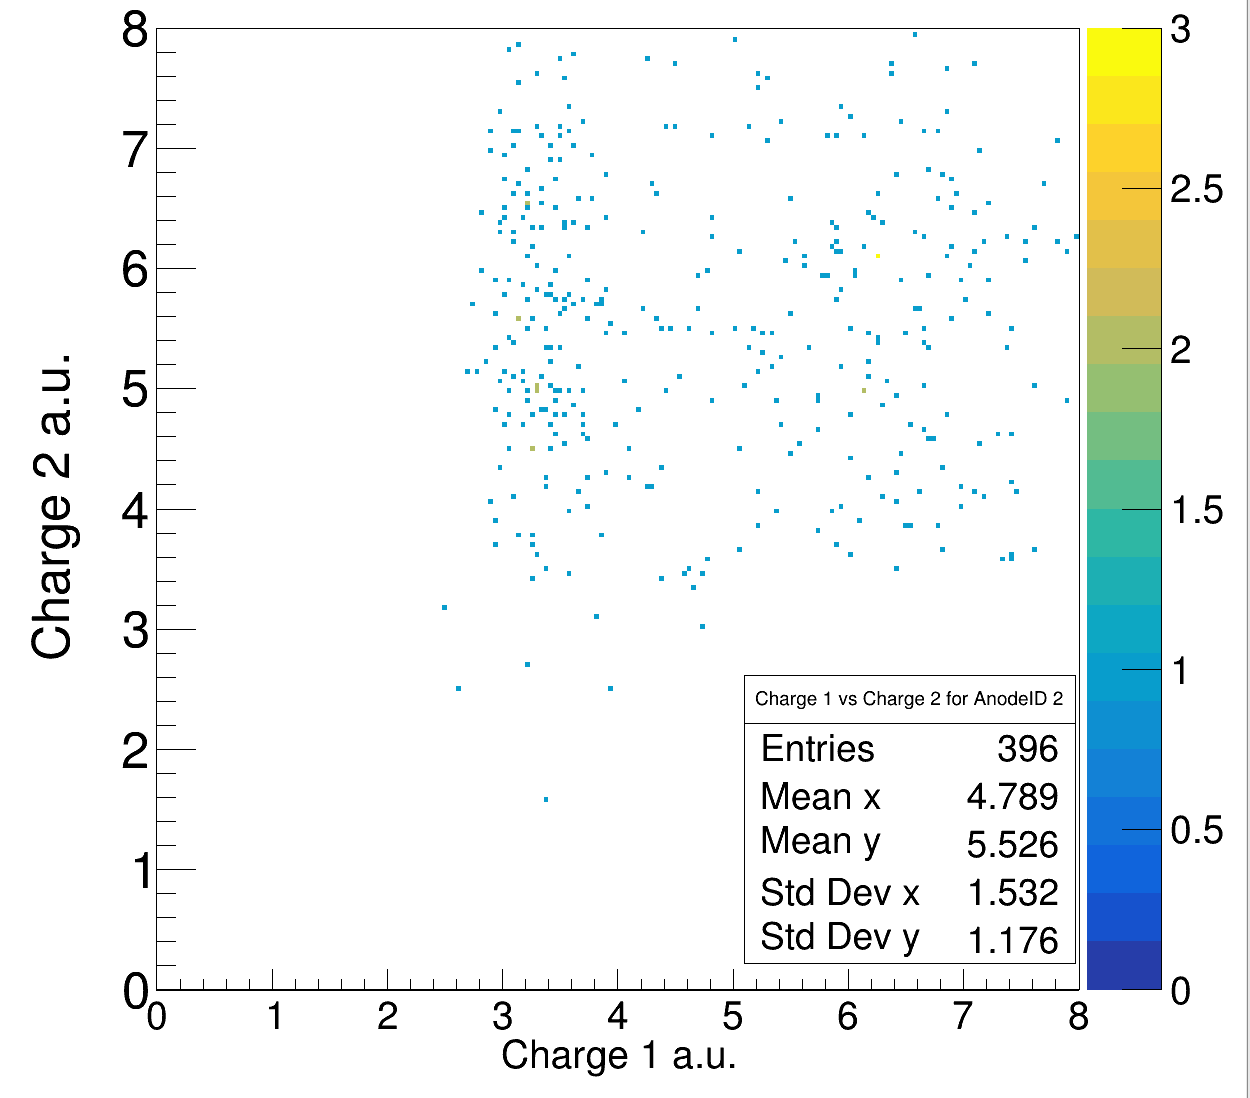 8
7
6
5
4
3
2
1
0
Charge 2 a.u.
0 1 2 3 4 5 6 7 8
Charge 1 a.u.
3
2.5
2
1.5
1
0.5
0
Charge 1 vs Charge 2 for AnodeID 2
Entries 396
Mean x 4.789
Mean y 5.526
Std Dev x 1.532
Std Dev y 1.176